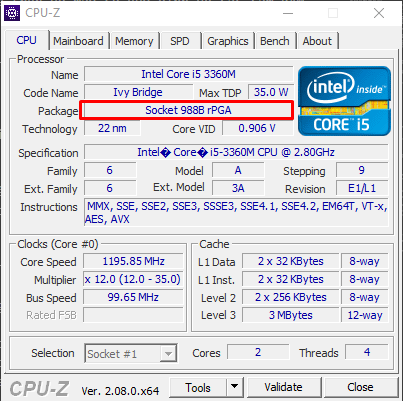 CPU-Z
CPU Mainboard Memory SPD Graphics Bench About
Processor
Name Intel Core i5 3360M
Code Name Ivy Bridge Max TDP 35.0 W
Package Socket 988B rPGA
Technology 22 nm Core VID 0.906 V
intel inside™
CORE i5
Specification Intel� Core� i5-3360M CPU @ 2.80GHz
Family 6 Model A Stepping 9
Ext. Family 6 Ext. Model 3A Revision E1/L1
Instructions MMX, SSE, SSE2, SSE3, SSSE3, SSE4.1, SSE4.2, EM64T, VT-x,
AES, AVX
Clocks (Core #0)
Core Speed 1195.85 MHz
Multiplier x 12.0 (12.0 - 35.0)
Bus Speed 99.65 MHz
Rated FSB
Cache
L1 Data 2 x 32 KBytes 8-way
L1 Inst. 2 x 32 KBytes 8-way
Level 2 2 x 256 KBytes 8-way
Level 3 3 MBytes 12-way
Selection Socket #1 Cores 2 Threads 4
CPU-Z Ver. 2.08.0.x64 Tools Validate Close